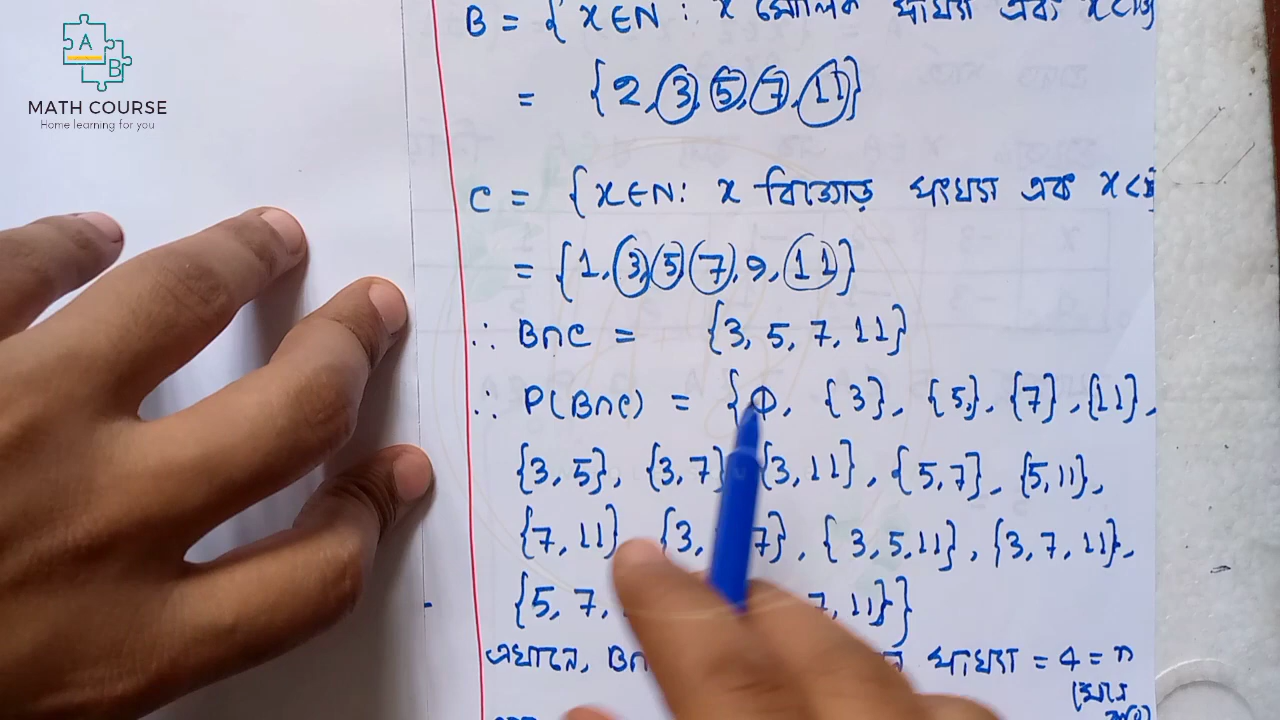 A
B
MATH COURSE
Home learning for you
B = { x ∈ N : x মৌলিক সংখ্যা এবং x <
= {2, 3, 5, 7, 11}
C = { x ∈ N : x বিজোড় সংখ্যা এবং x <
= {1, 3, 5, 7, 9, 11}
∴ B∩C = {3, 5, 7, 11}
∴ P(B∩C) = {Φ, {3}, {5}, {7}, {11},
{3, 5}, {3, 7} {3, 11}, {5, 7}, {5, 11},
{7, 11} {3, 7}, {3, 5, 11}, {3, 7, 11},
{5, 7, 7, 11}}
এখানে, B∩ সংখ্যা = 4 = n